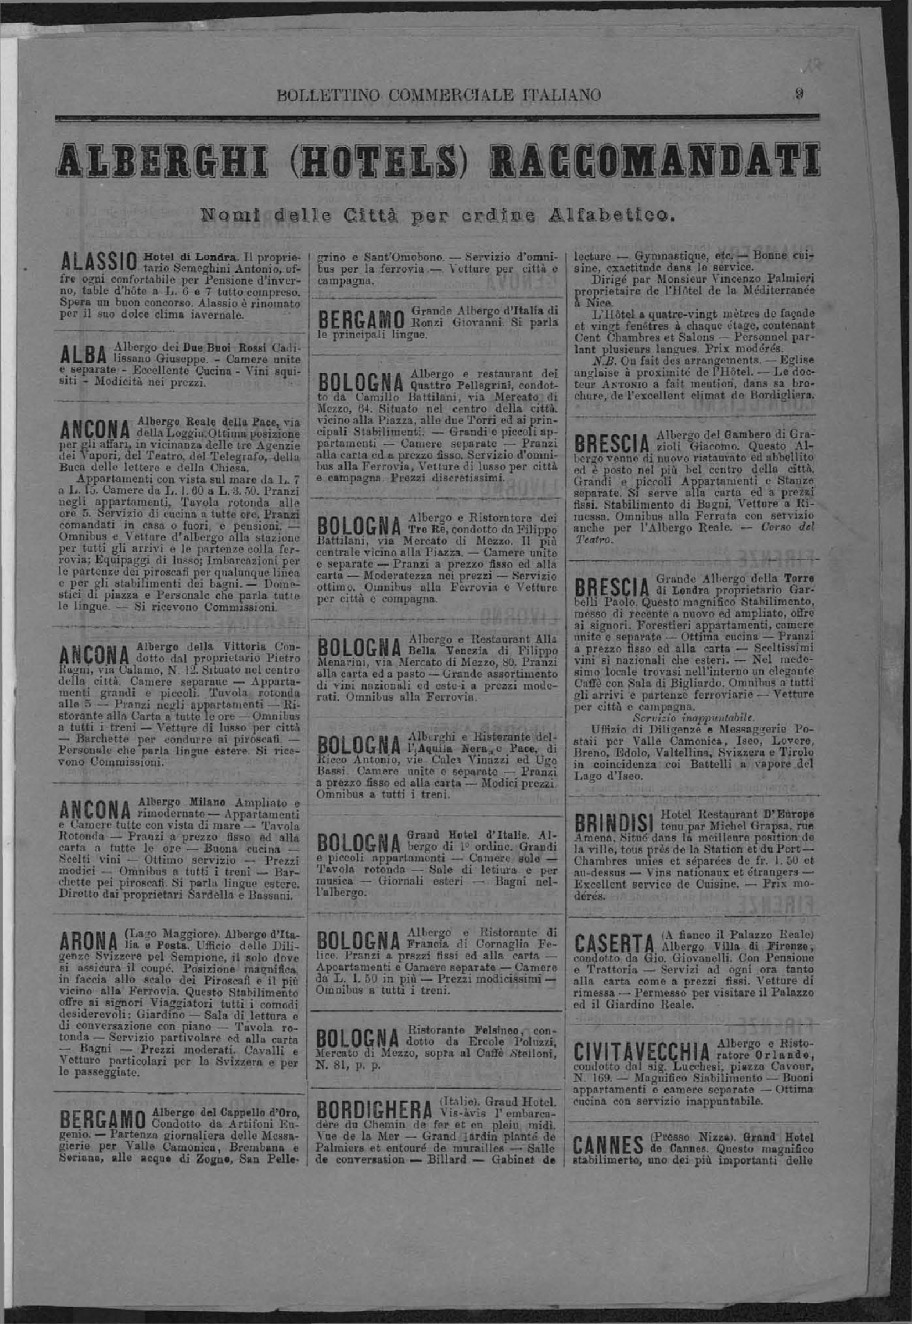 BOLLETTINO COMMERCIALE ITALIANO 9
ALBERGHI (HOTELS) RACCOMANDATI
Nomi delle Città per ordine Alfabetico.
ALASSIO Hotel di Londra. Il proprie-
tario Semeghini Antonio, of-
fre ogni confortabile per Pensione d'inver-
no, table d'hôte a L. 6 e 7 tutto compreso.
Spera un buon concorso. Alassio è rinomato
per il suo dolce clima iavernale.
ALBA Albergo dei Due Buoi Rossi Cadi-
lissano Giuseppe. - Camere unite
e separate - Eccellente Cucina - Vini squi-
siti - Modicità nei prezzi.
ANCONA Albergo Reale della Pace, via
della Loggia. Ottima posizione
per gli affari, in vicinanza delle tre Agenzie
dei Vapori, del Teatro, del Telegrafo, della
Buca delle lettere e della Chiesa.
Appartamenti con vista sul mare da L. 7
a L. 15. Camere da L. 1.60 a L. 3.50. Pranzi
negli appartamenti, Tavola rotonda alle
ore 5. Servizio di cucina a tutte ore. Pranzi
comandati in casa o fuori, e pensioni. —
Omnibus e Vetture d'albergo alla stazione
per tutti gli arrivi e le partenze colla fer-
rovia; Equipaggi di lusso; Imbarcazioni per
le partenze dei piroscafi per qualunque linea
e per gli stabilimenti dei bagni. — Dome-
stici di piazza e Personale che parla tutte
le lingue. — Si ricevono Commissioni.
ANCONA Albergo della Vittoria Con-
dotto dal proprietario Pietro
Ragni, via Calamo, N. 12. Situato nel centro
della città. Camere separate — Apparta-
menti grandi e piccoli. Tavola rotonda
alle 5 — Pranzi negli appartamenti — Ri-
storante alla Carta a tutte le ore — Omnibus
a tutti i treni — Vetture di lusso per città
— Barchette per condurre ai piroscafi —
Personale che parla lingue estere. Si rice-
vono Commissioni.
ANCONA Albergo Milano Ampliato e
rimodernato — Appartamenti
e Camere tutte con vista di mare — Tavola
Rotonda — Pranzi a prezzo fisso ed alla
carta a tutte le ore — Buona cucina —
Scelti vini — Ottimo servizio — Prezzi
modici — Omnibus a tutti i treni — Bar-
chette pei piroscafi. Si parla lingue estere.
Diretto dai proprietari Sardella e Bassani.
ARONA (Lago Maggiore). Albergo d'Ita-
lia e Posta. Ufficio delle Dili-
genze Svizzere pel Sempione, il solo dove
si assicura il coupé. Posizione magnifica
in faccia allo scalo dei Piroscafi e il più
vicino alla Ferrovia. Questo Stabilimento
offre ai signori Viaggiatori tutti i comodi
desiderevoli: Giardino — Sala di lettura e
di conversazione con piano — Tavola ro-
tonda — Servizio partivolare ed alla carta
— Bagni — Prezzi moderati. Cavalli e
Vetture particolari per la Svizzera e per
le passeggiate.
BERGAMO Albergo del Cappello d'Oro,
Condotto da Artifoni Eu-
genio. — Partenza giornaliera delle Messa-
gierie per Valle Camonica, Brembana e
Seriana, alle acque di Zogno, San Pelle-
grino e Sant'Omobono. — Servizio d'omni-
bus per la ferrovia — Vetture per città e
campagna.
BERGAMO Grande Albergo d'Italia di
Ronzi Giovanni. Si parla
le principali lingue.
BOLOGNA Albergo e restaurant dei
Quattro Pellegrini, condot-
to da Camillo Battilani, via Mercato di
Mezzo, 64. Situato nel centro della città,
vicino alla Piazza, alle due Torri ed ai prin-
cipali Stabilimenti. — Grandi e piccoli ap-
partamenti — Camere separate — Pranzi
alla carta ed a prezzo fisso. Servizio d'omni-
bus alla Ferrovia, Vetture di lusso per città
e campagna. Prezzi discretissimi.
BOLOGNA Albergo e Ristoratore dei
Tre Re, condotto da Filippo
Battilani, via Mercato di Mezzo. Il più
centrale vicino alla Piazza. — Camere unite
e separate — Pranzi a prezzo fisso ed alla
carta — Moderatezza nei prezzi — Servizio
ottimo. Omnibus alla Ferrovia e Vetture
per città e compagna.
BOLOGNA Albergo e Restaurant Alla
Bella Venezia di Filippo
Menarini, via Mercato di Mezzo, 80. Pranzi
alla carta ed a pasto — Grande assortimento
di vini nazionali ed esteri a prezzi mode-
rati. Omnibus alla Ferrovia.
BOLOGNA Alberghi e Ristorante del-
l'Aquila Nera, e Pace, di
Ricco Antonio, vie Calca Vinazzi ed Ugo
Bassi. Camere unite o separate — Pranzi
a prezzo fisso ed alla carta — Modici prezzi.
Omnibus a tutti i treni.
BOLOGNA Grand Hotel d'Italie. Al-
bergo di 1º ordine. Grandi
e piccoli appartamenti — Camere sole —
Tavola rotonda — Sale di letiura e per
musica — Giornali esteri — Bagni nel-
l'albergo.
BOLOGNA Albergo e Ristorante di
Francia di Cornaglia Fe-
lice. Pranzi a prezzi fissi ed alla carta —
Appartamenti e Camere separate — Camere
da L. 1.50 in più — Prezzi modicissimi —
Omnibus a tutti i treni.
BOLOGNA Ristorante Felsineo, con-
dotto da Ercole Poluzzi,
Mercato di Mezzo, sopra al Caffè Stelloni,
N. 81, p. p.
BORDIGHERA (Italie). Graud Hotel.
Vis-àvis l'embarca-
dère du Chemin de fer et en plein midi.
Vue de la Mer — Grand jardin planté de
Palmiers et entouré de murailles — Salle
de conversation — Billard — Gabinet de
lecture — Gymnastique, etc. — Bonne cui-
sine, exactitude dans le service.
Dirigé par Monsieur Vincenzo Palmieri
proprietaire de l'Hôtel de la Méditerranée
à Nice.
L'Hôtel a quatre-vingt mètres de façade
et vingt fenêtres à chaque étage, contenant
Cent Chambres et Salons — Personnel par-
lant plusieurs langues. Prix modérés.
N.B. On fait des arrangements. — Eglise
anglaise à proximité de l'Hôtel. — Le doc-
teur ANTONIO a fait mention, dans sa bro-
chure, de l'excellent climat de Bordigliera.
BRESCIA Albergo del Gambero di Gra-
zioli Giacomo. Questo Al-
bergo venne di nuovo ristaurato ed abbellito
ed è posto nel più bel centro della città.
Grandi e piccoli Appartamenti e Stanze
separate. Si serve alla carta ed a prezzi
fissi. Stabilimento di Bagni, Vetture a Ri-
messa. Omnibus alla Ferrata con servizio
anche per l'Albergo Reale. — Corso del
Teatro.
BRESCIA Grande Albergo della Torre
di Londra proprietario Gar-
belli Paolo. Questo magnifico Stabilimento,
messo di recente a nuovo ed ampliato, offre
ai signori. Forestieri appartamenti, camere
unite e separato — Ottima cucina — Pranzi
a prezzo fisso ed alla carta — Sceltissimi
vini sì nazionali che esteri. — Nel mede-
simo locale trovasi nell'interno un elegante
Caffè con Sala di Bigliardo. Omnibus a tutti
gli arrivi e partenze ferroviarie — Vetture
per città e campagna.
Servizio inappuntabile.
Uffizio di Diligenze e Messaggerie Po-
stali per Valle Camonica, Iseo, Lovere,
Breno, Edolo, Valtellina, Svizzera e Tirolo
in coincidenza coi Battelli a vapore del
Lago d'Iseo.
BRINDISI Hotel Restaurant D'Europe
tenu par Michel Grapsa, rue
Amena. Situé dans la meilleure position de
la ville, tous près de la Station et du Port —
Chambres unies et séparées de fr. 1.50 et
au-dessus — Vins nationaux et étrangers —
Excellent service de Cuisine. — Prix mo-
dérés.
CASERTA (A fianco il Palazzo Reale)
Albergo Villa di Firenze,
condotto da Gio. Giovanelli. Con Pensione
e Trattoria — Servizi ad ogni ora tanto
alla carta come a prezzi fissi. Vetture di
rimessa — Permesso per visitare il Palazzo
ed il Giardino Reale.
CIVITAVECCHIA Albergo e Risto-
ratore Orlando,
condotto dal sig. Lucchesi, piazza Cavour,
N. 169. — Magnifico Siabilimento — Buoni
appartamenti e camere separate — Ottima
cucina con servizio inappuntabile.
CANNES (Presso Nizza). Grand Hotel
de Cannes. Questo magnifico
stabilimerto, uno dei più importanti delle